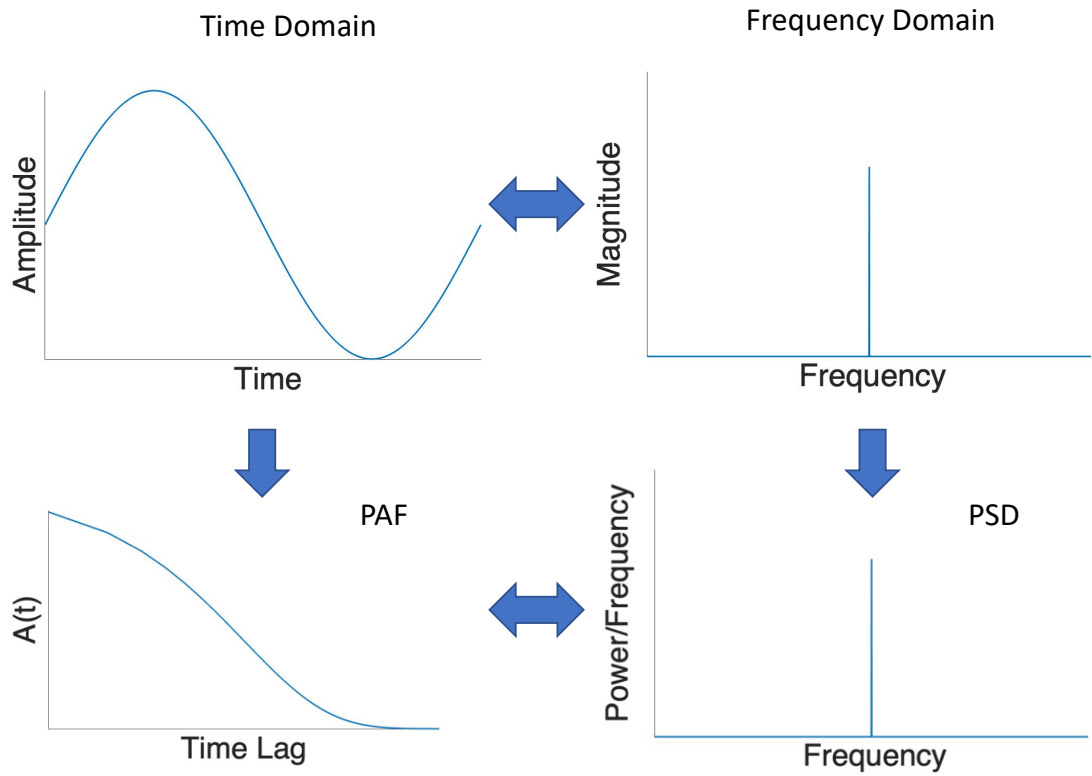 Time Domain
Frequency Domain
Amplitude
Time
Magnitude
Frequency
PAF
A(t)
Time Lag
PSD
Power/Frequency
Frequency